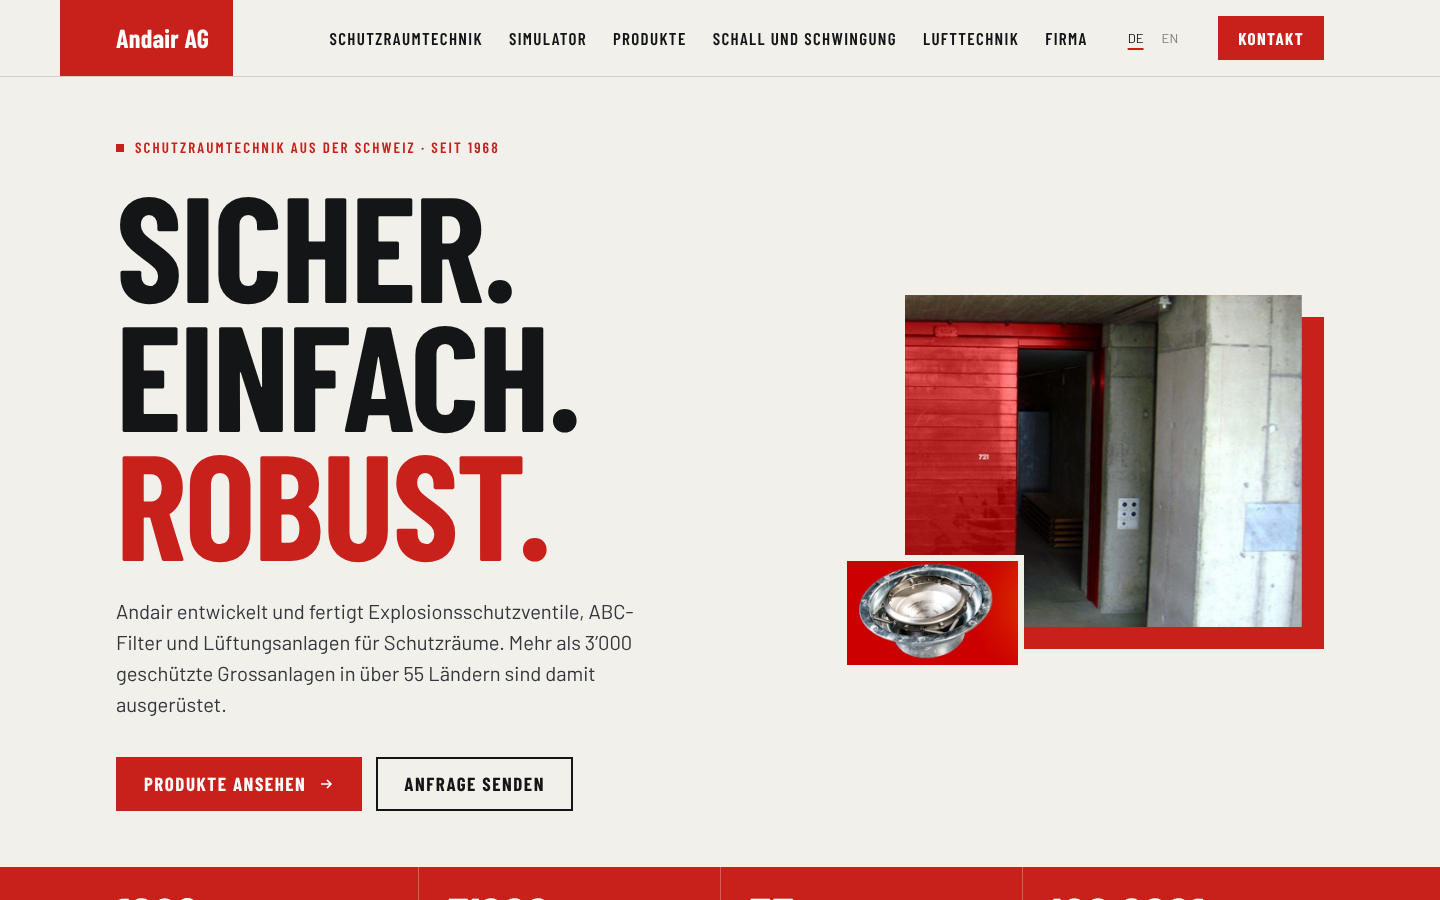 Andair AG
SCHUTZRAUMTECHNIK
SIMULATOR
PRODUKTE
SCHALL UND SCHWINGUNG
LUFTTECHNIK
FIRMA
DE
EN
KONTAKT
SCHUTZRAUMTECHNIK AUS DER SCHWEIZ · SEIT 1968
SICHER.
EINFACH.
ROBUST.
721
Andair entwickelt und fertigt Explosionsschutzventile, ABC-
Filter und Lüftungsanlagen für Schutzräume. Mehr als 3’000
geschützte Grossanlagen in über 55 Ländern sind damit
ausgerüstet.
PRODUKTE ANSEHEN →
ANFRAGE SENDEN